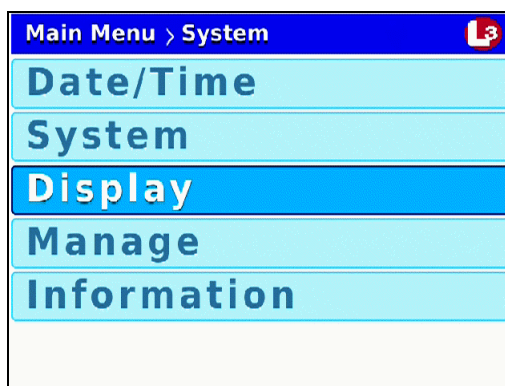 Main Menu > System
L3
Date/Time
System
Display
Manage
Information